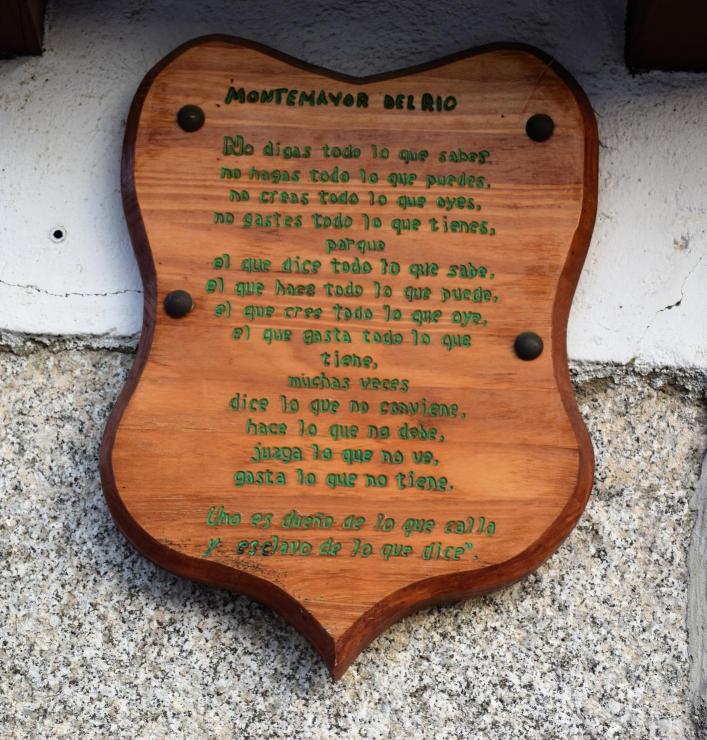 MONTEMAYOR DEL RIO
No digas todo lo que sabes.
no hagas todo lo que puedes,
no creas todo lo que oyes,
no gastes todo lo que tienes,
porque
el que dice todo lo que sabe,
el que hace todo lo que puede,
el que cree todo lo que oye,
el que gasta todo lo que
tiene,
muchas veces
dice lo que no conviene,
hace lo que no debe,
juzga lo que no ve,
gasta lo que no tiene.
Uno es dueño de lo que calla
y esclavo de lo que dice".